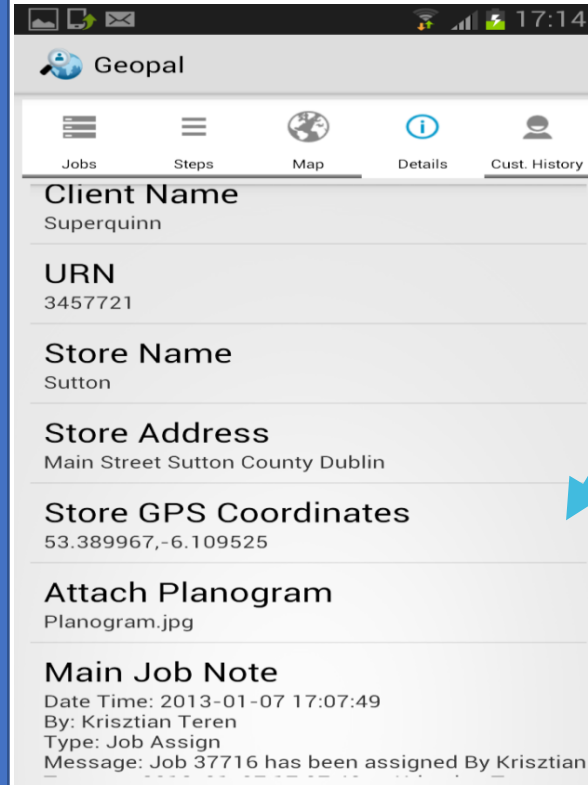 17:14
Geopal
Jobs Steps Map Details Cust. History
Client Name
Superquinn
URN
3457721
Store Name
Sutton
Store Address
Main Street Sutton County Dublin
Store GPS Coordinates
53.389967,-6.109525
Attach Planogram
Planogram.jpg
Main Job Note
Date Time: 2013-01-07 17:07:49
By: Krisztian Teren
Type: Job Assign
Message: Job 37716 has been assigned By Krisztian